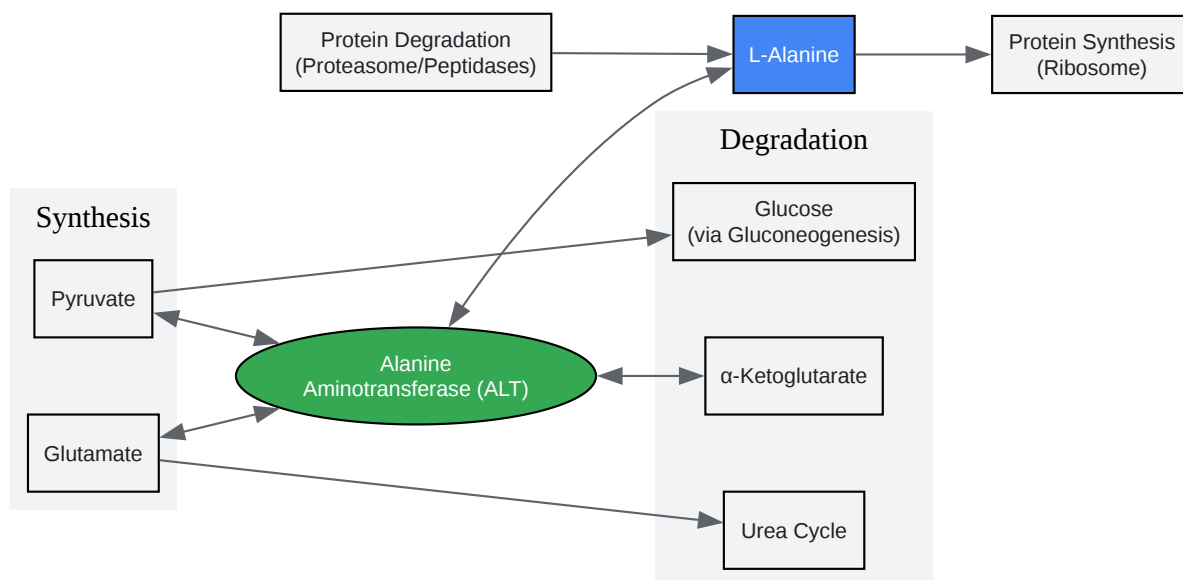 Protein Degradation
(Proteasome/Peptidases)
L-Alanine
Protein Synthesis
(Ribosome)
Degradation
Synthesis
Glucose
(via Gluconeogenesis)
Pyruvate
Alanine
Aminotransferase (ALT)
α-Ketoglutarate
Glutamate
Urea Cycle